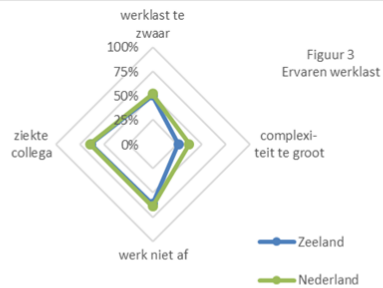 werklast te
zwaar
Figuur 3
Ervaren werklast
100%
75%
50%
25%
0%
ziekte
collega
complexi-
teit te groot
werk niet af
Zeeland
Nederland